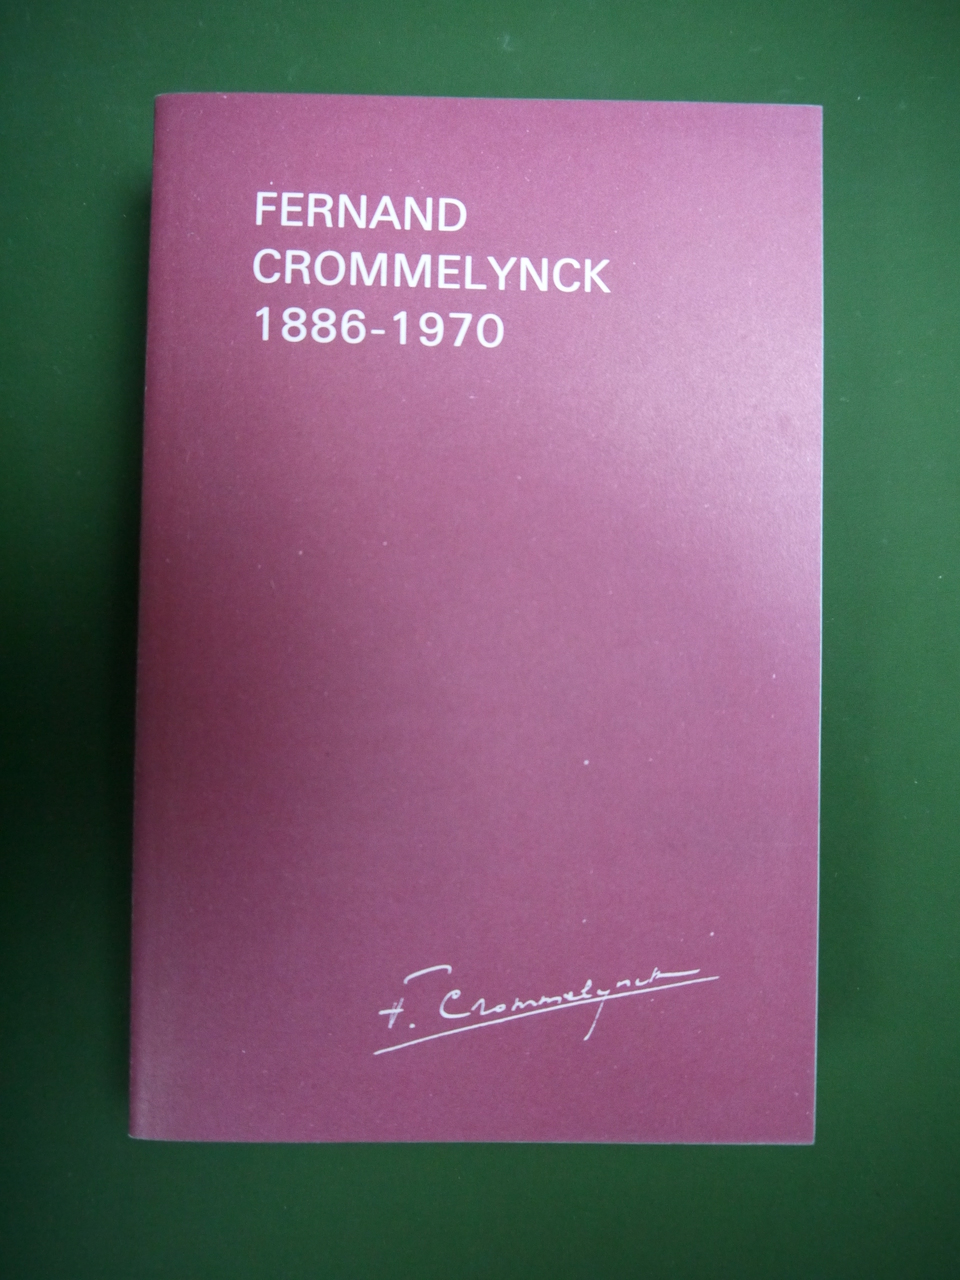 FERNAND
CROMMELYNCK
1886-1970
F. Crommelynck